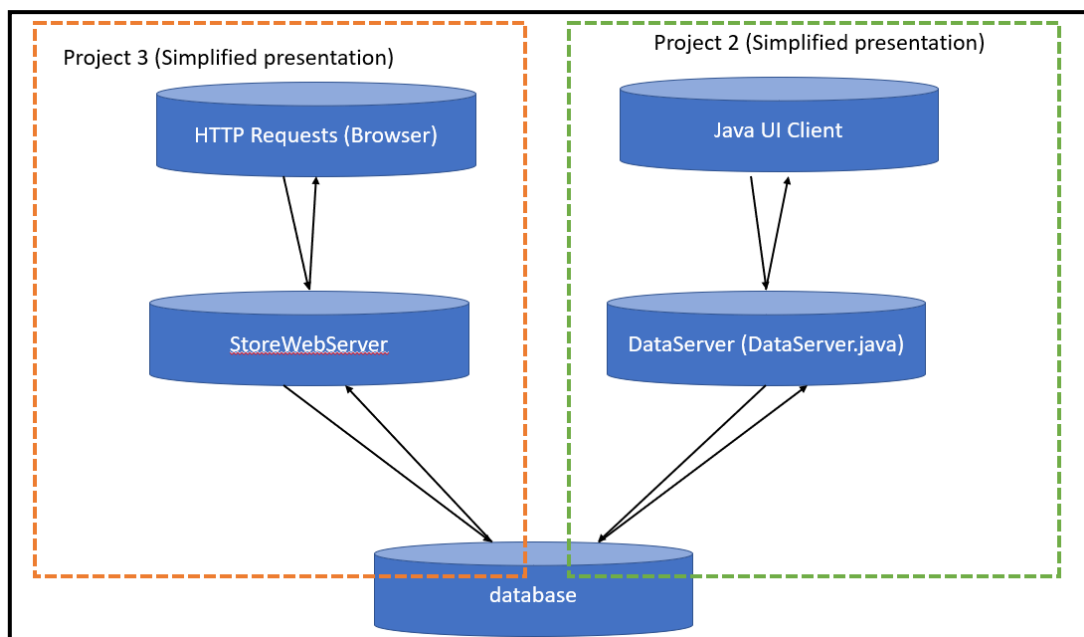 Project 3 (Simplified presentation)
Project 2 (Simplified presentation)
HTTP Requests (Browser)
Java UI Client
StoreWebServer
DataServer (DataServer.java)
database